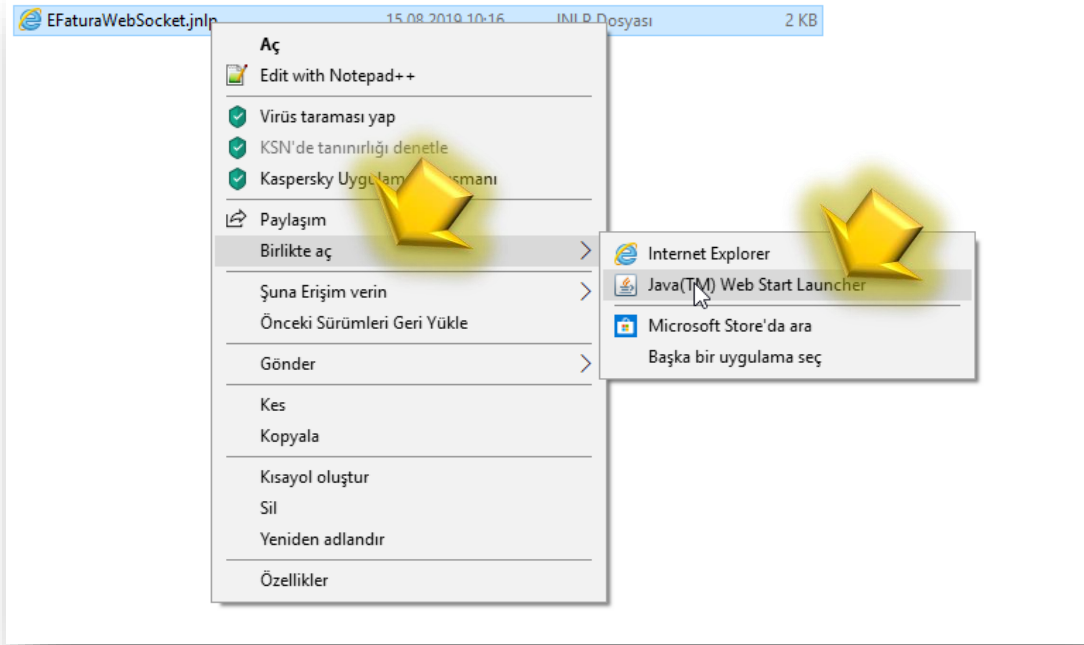 EFaturaWebSocket.jnlp 15.08.2019 10:16 JNLP Dosyası 2 KB
Aç
Edit with Notepad++
Virüs taraması yap
KSN'de tanınırlığı denetle
Kaspersky
Paylaşım
Birlikte aç
Şuna Erişim verin
Önceki Sürümleri Geri Yükle
Gönder
Kes
Kopyala
Kısayol oluştur
Sil
Yeniden adlandır
Özellikler
Internet Explorer
Java(TM) Web Start Launcher
Microsoft Store'da ara
Başka bir uygulama seç